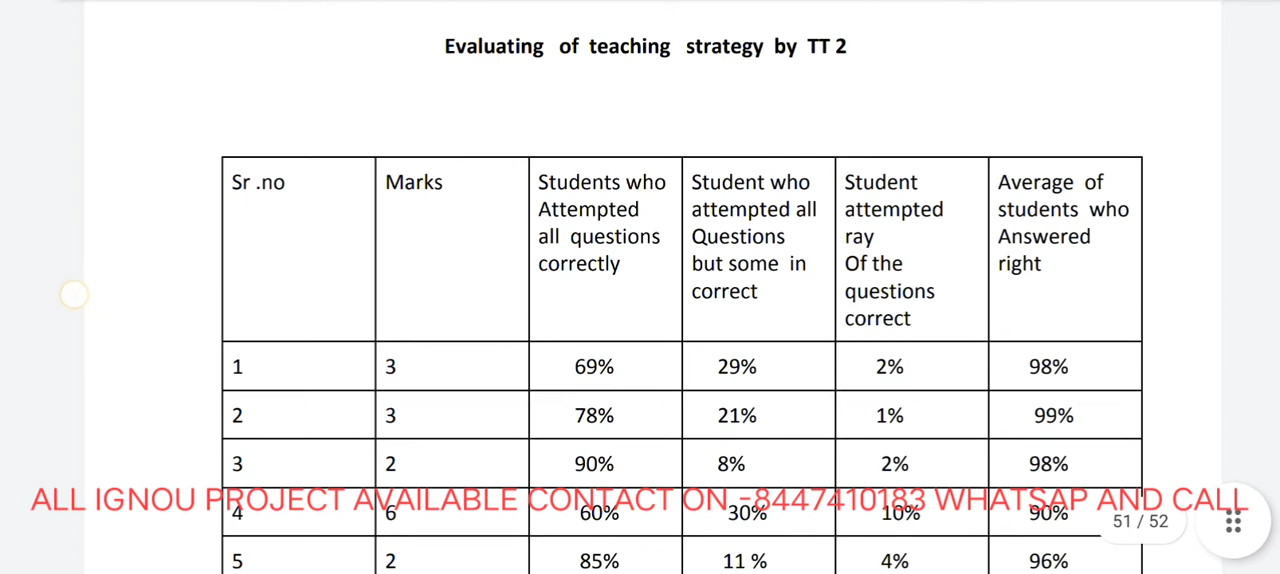 Evaluating of teaching strategy by TT 2
Sr .no Marks Students who Attempted all questions correctly Student who attempted all Questions but some in correct Student attempted ray Of the questions correct Average of students who Answered right
1 3 69% 29% 2% 98%
2 3 78% 21% 1% 99%
3 2 90% 8% 2% 98%
ALL IGNOU PROJECT AVAILABLE CONTACT ON -8447410183 WHATSAP AND CALL
4 6 60% 30% 10% 90%
51 / 52
5 2 85% 11 % 4% 96%